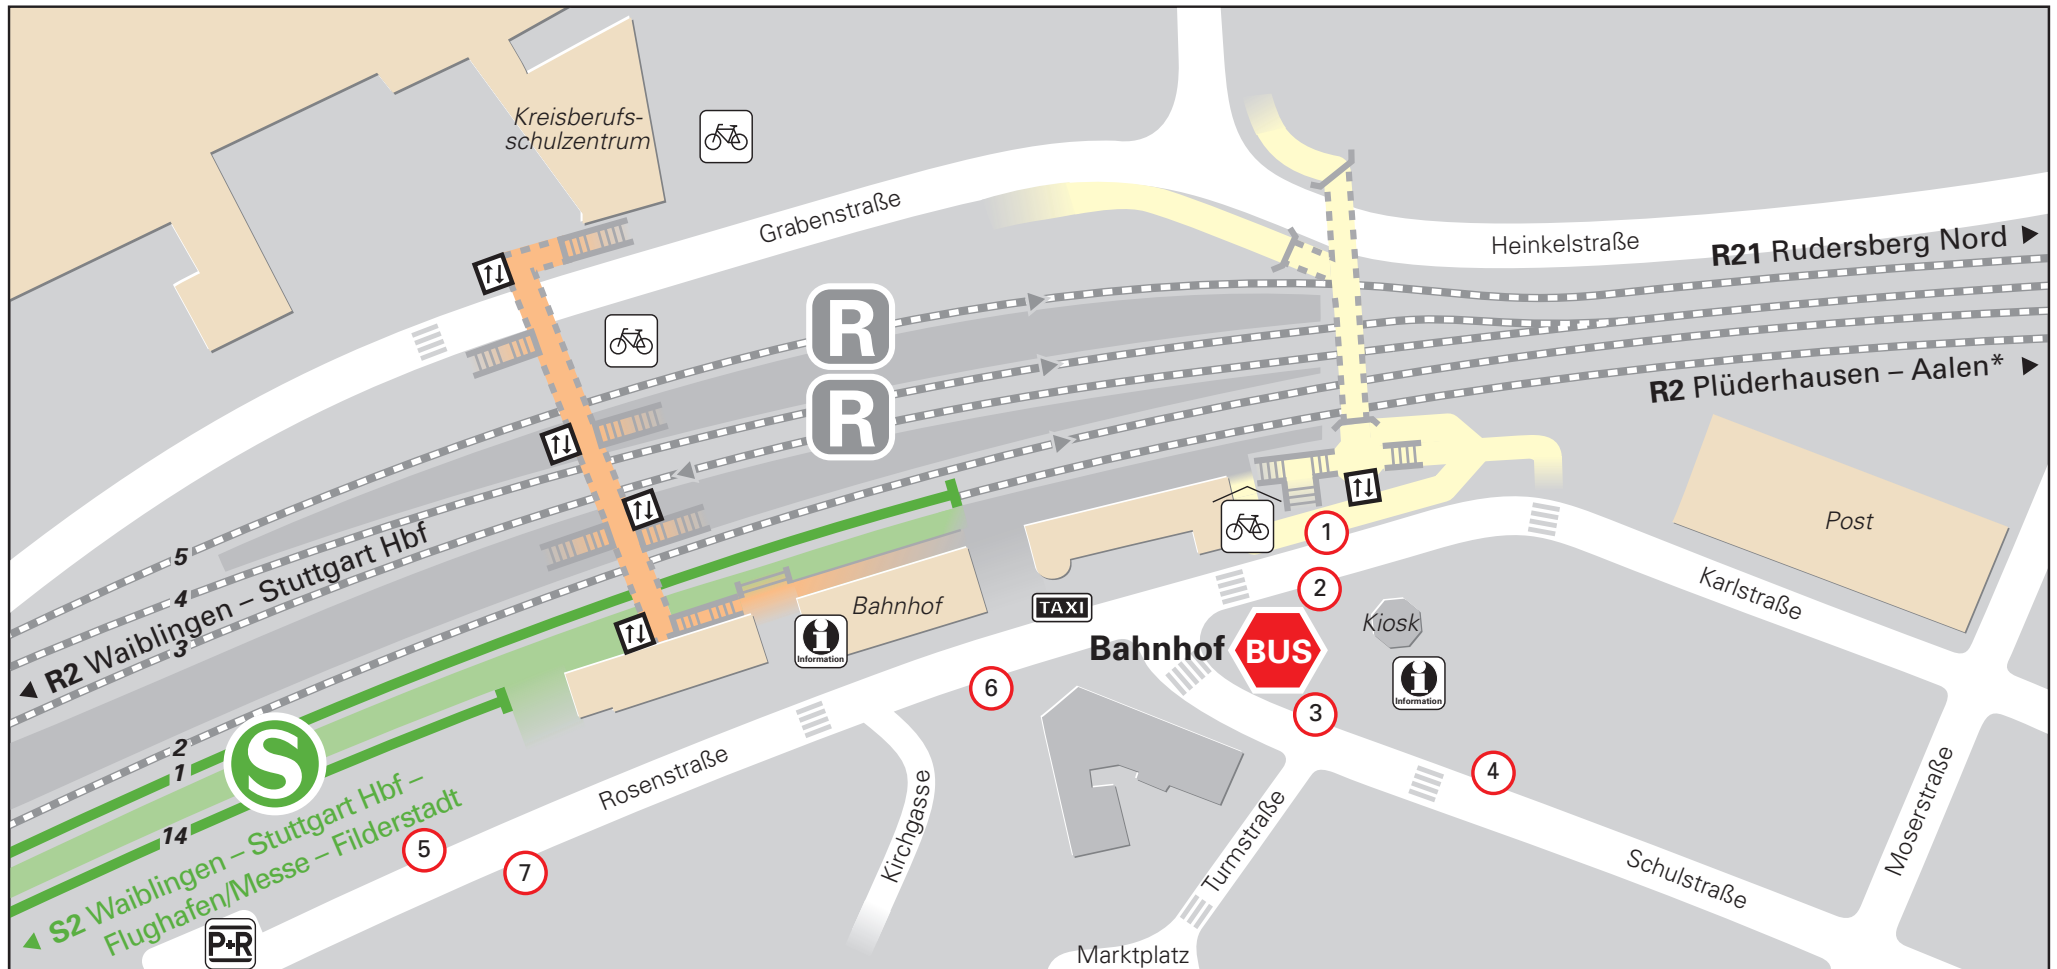 Kreisberufs-
schulzentrum
Grabenstraße
Heinkelstraße
R21 Rudersberg Nord
R
R
R2 Plüderhausen – Aalen*
Post
5
4
3
R2 Waiblingen – Stuttgart Hbf
2
1
14
S
S2 Waiblingen – Stuttgart Hbf –
Flughafen/Messe – Filderstadt
P+R
Bahnhof
i
Information
TAXI
1
2
Kiosk
Bahnhof
BUS
i
Information
Karlstraße
6
3
4
5
7
Rosenstraße
Kirchgasse
Turmstraße
Schulstraße
Moserstraße
Marktplatz